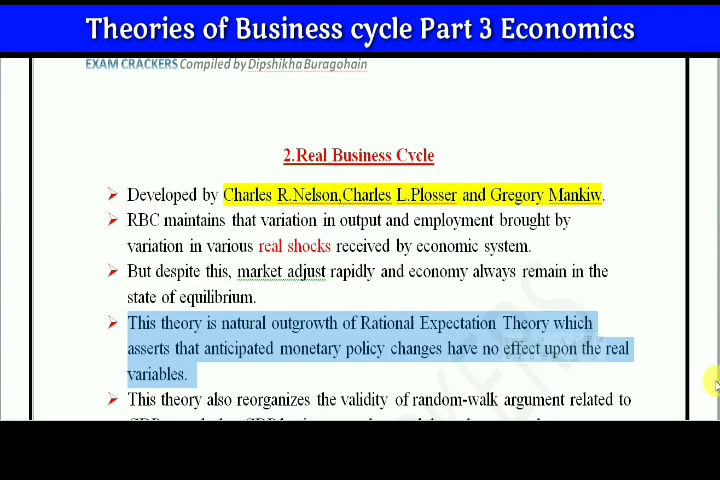 Theories of Business cycle Part 3 Economics
EXAM CRACKERS Compiled by Dipshikha Buragohain
2.Real Business Cycle
Developed by Charles R.Nelson,Charles L.Plosser and Gregory Mankiw.
RBC maintains that variation in output and employment brought by
variation in various real shocks received by economic system.
But despite this, market adjust rapidly and economy always remain in the
state of equilibrium.
This theory is natural outgrowth of Rational Expectation Theory which
asserts that anticipated monetary policy changes have no effect upon the real
variables.
This theory also reorganizes the validity of random-walk argument related to